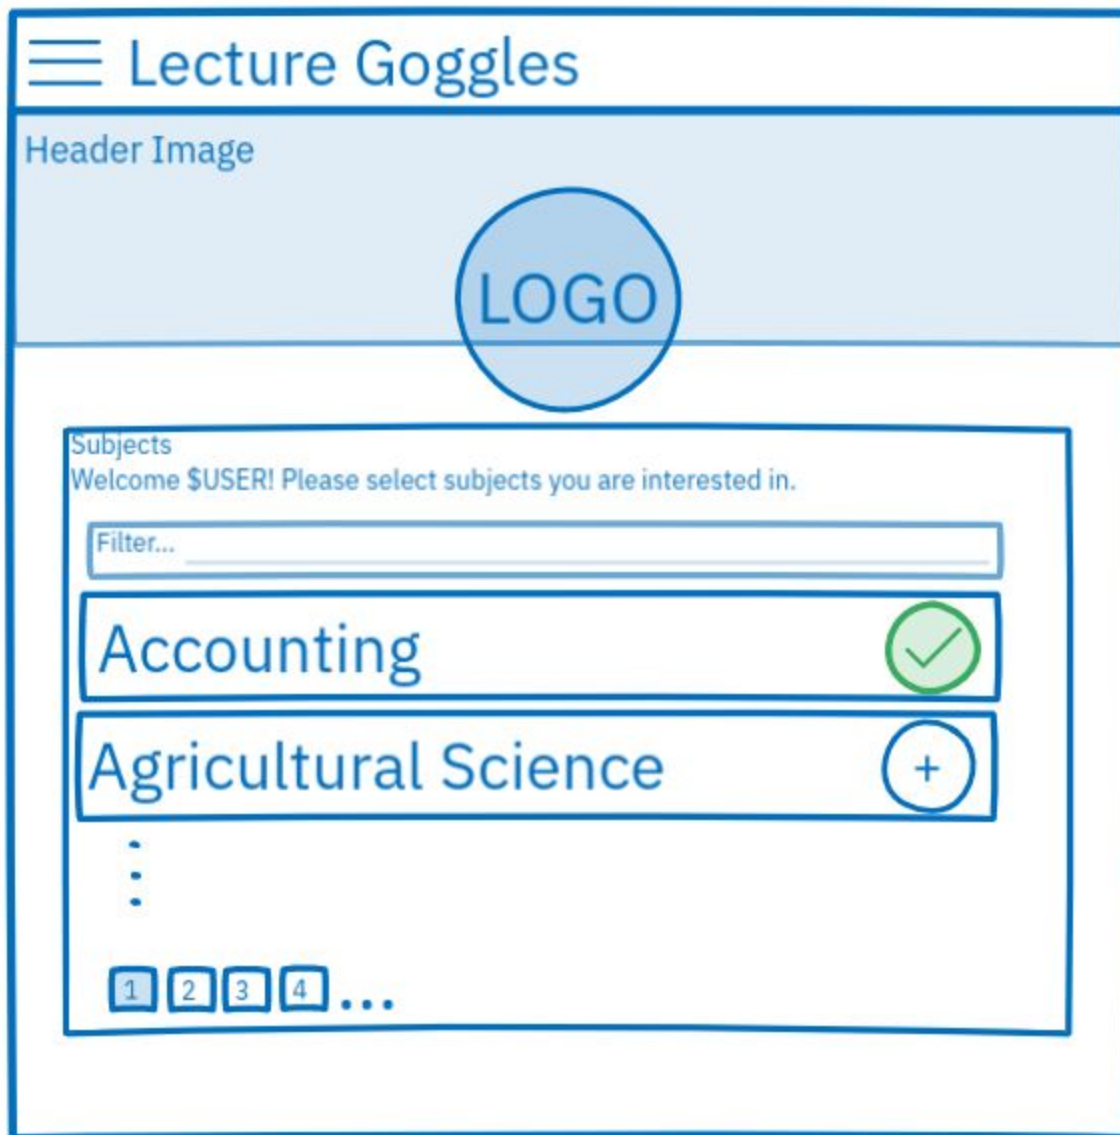 Lecture Goggles
Header Image
LOGO
Subjects
Welcome $USER! Please select subjects you are interested in.
Filter...
Accounting
Agricultural Science
+
1 2 3 4 ...